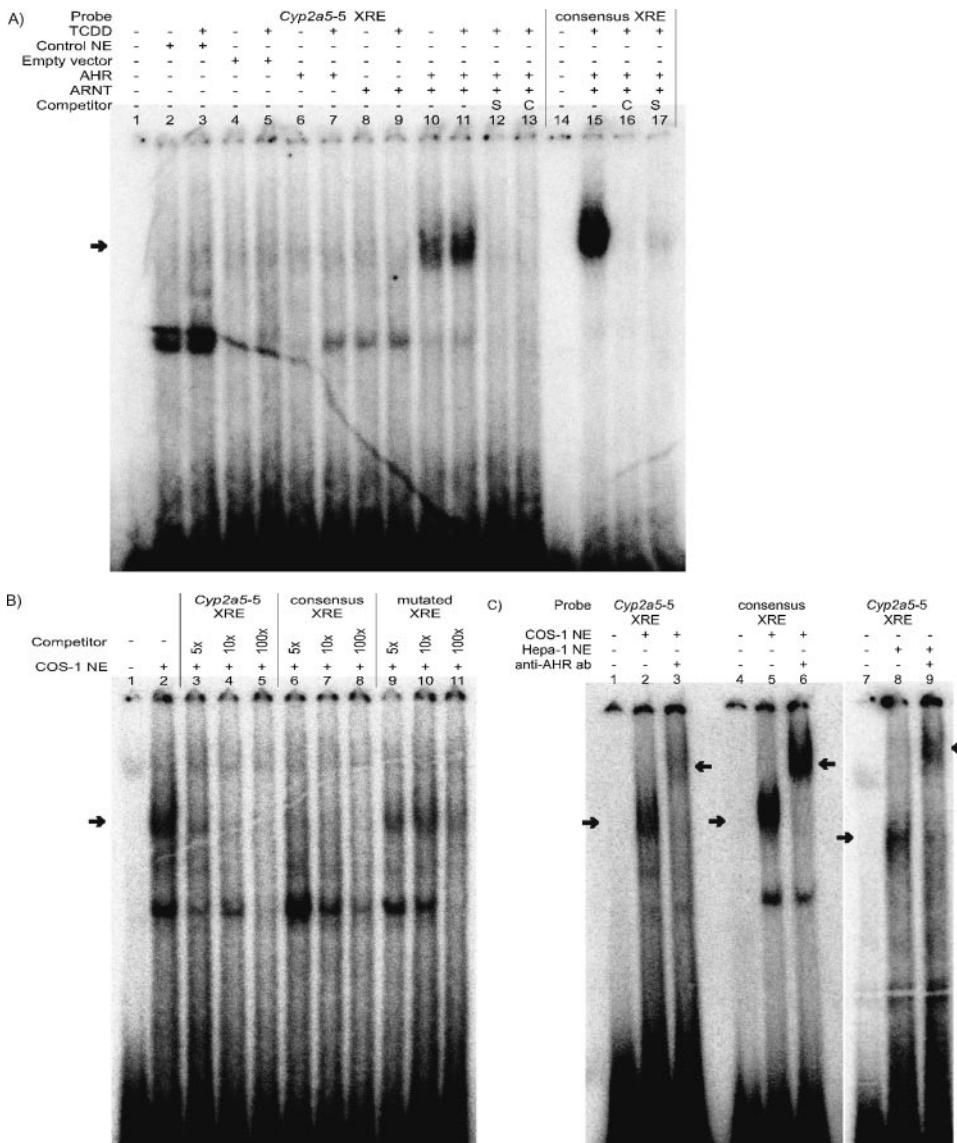 A)
Probe Cyp2a5-5 XRE consensus XRE
TCDD - - + - + - + - + - + + + - + + +
Control NE - + + - - - - - - - - - - - - - -
Empty vector - - - + + - - - - - - - - - - - -
AHR - - - - - + + - - + + + + - + + +
ARNT - - - - - - - + + + + + + - + + +
Competitor - - - - - - - - - - - S C - - C S
1 2 3 4 5 6 7 8 9 10 11 12 13 14 15 16 17
B)
Cyp2a5-5 XRE consensus XRE mutated XRE
Competitor - - 5x 10x 100x 5x 10x 100x 5x 10x 100x
COS-1 NE - + + + + + + + + + +
1 2 3 4 5 6 7 8 9 10 11
C)
Probe Cyp2a5-5 XRE consensus XRE Cyp2a5-5 XRE
COS-1 NE - + + - + + - - -
Hepa-1 NE - - - - - - - + +
anti-AHR ab - - + - - + - - +
1 2 3 4 5 6 7 8 9